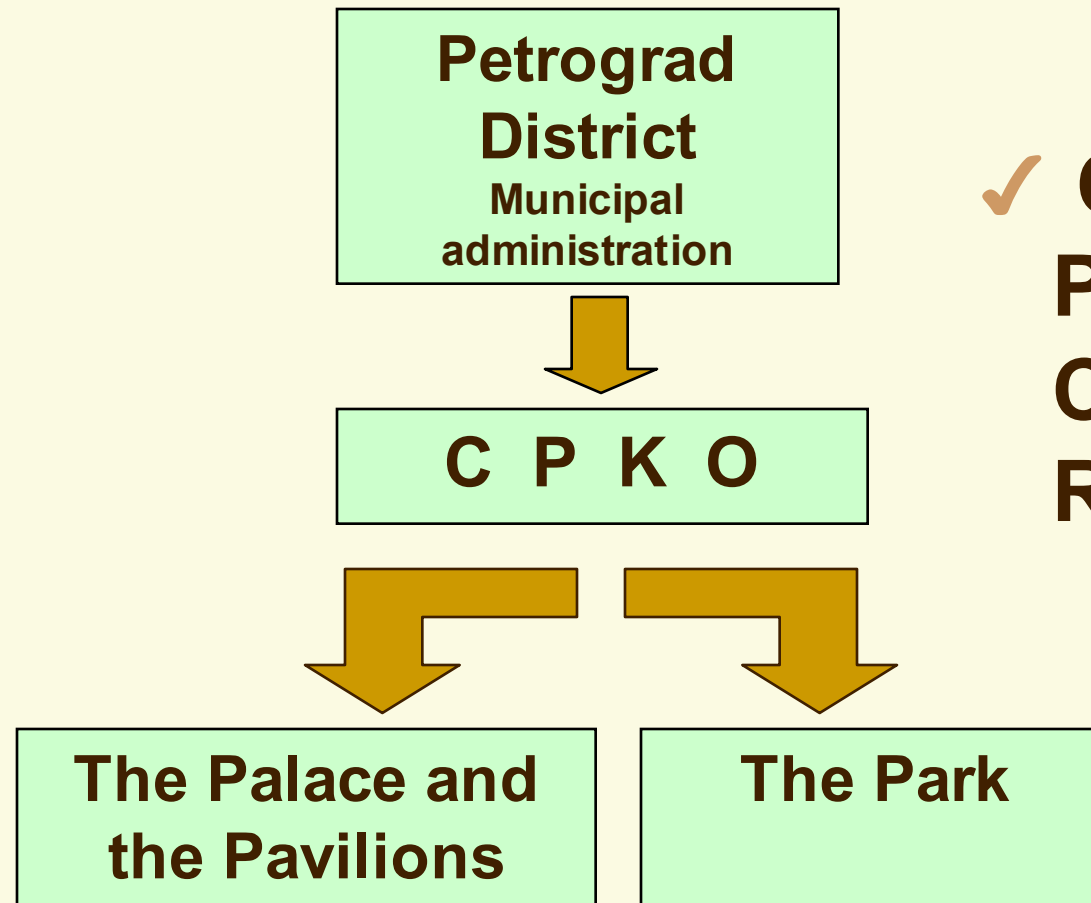 Petrograd
District
Municipal
administration
C P K O
The Palace and
the Pavilions
The Park